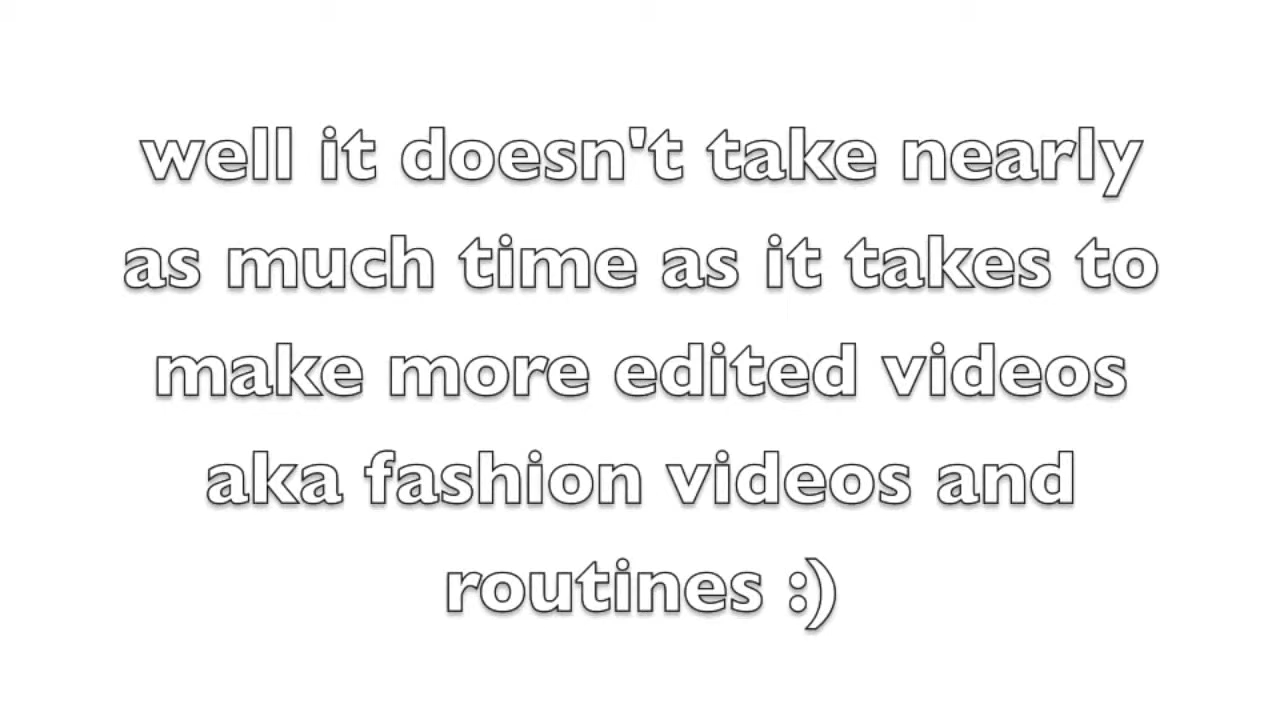 well it doesn't take nearly
as much time as it takes to
make more edited videos
aka fashion videos and
routines :)